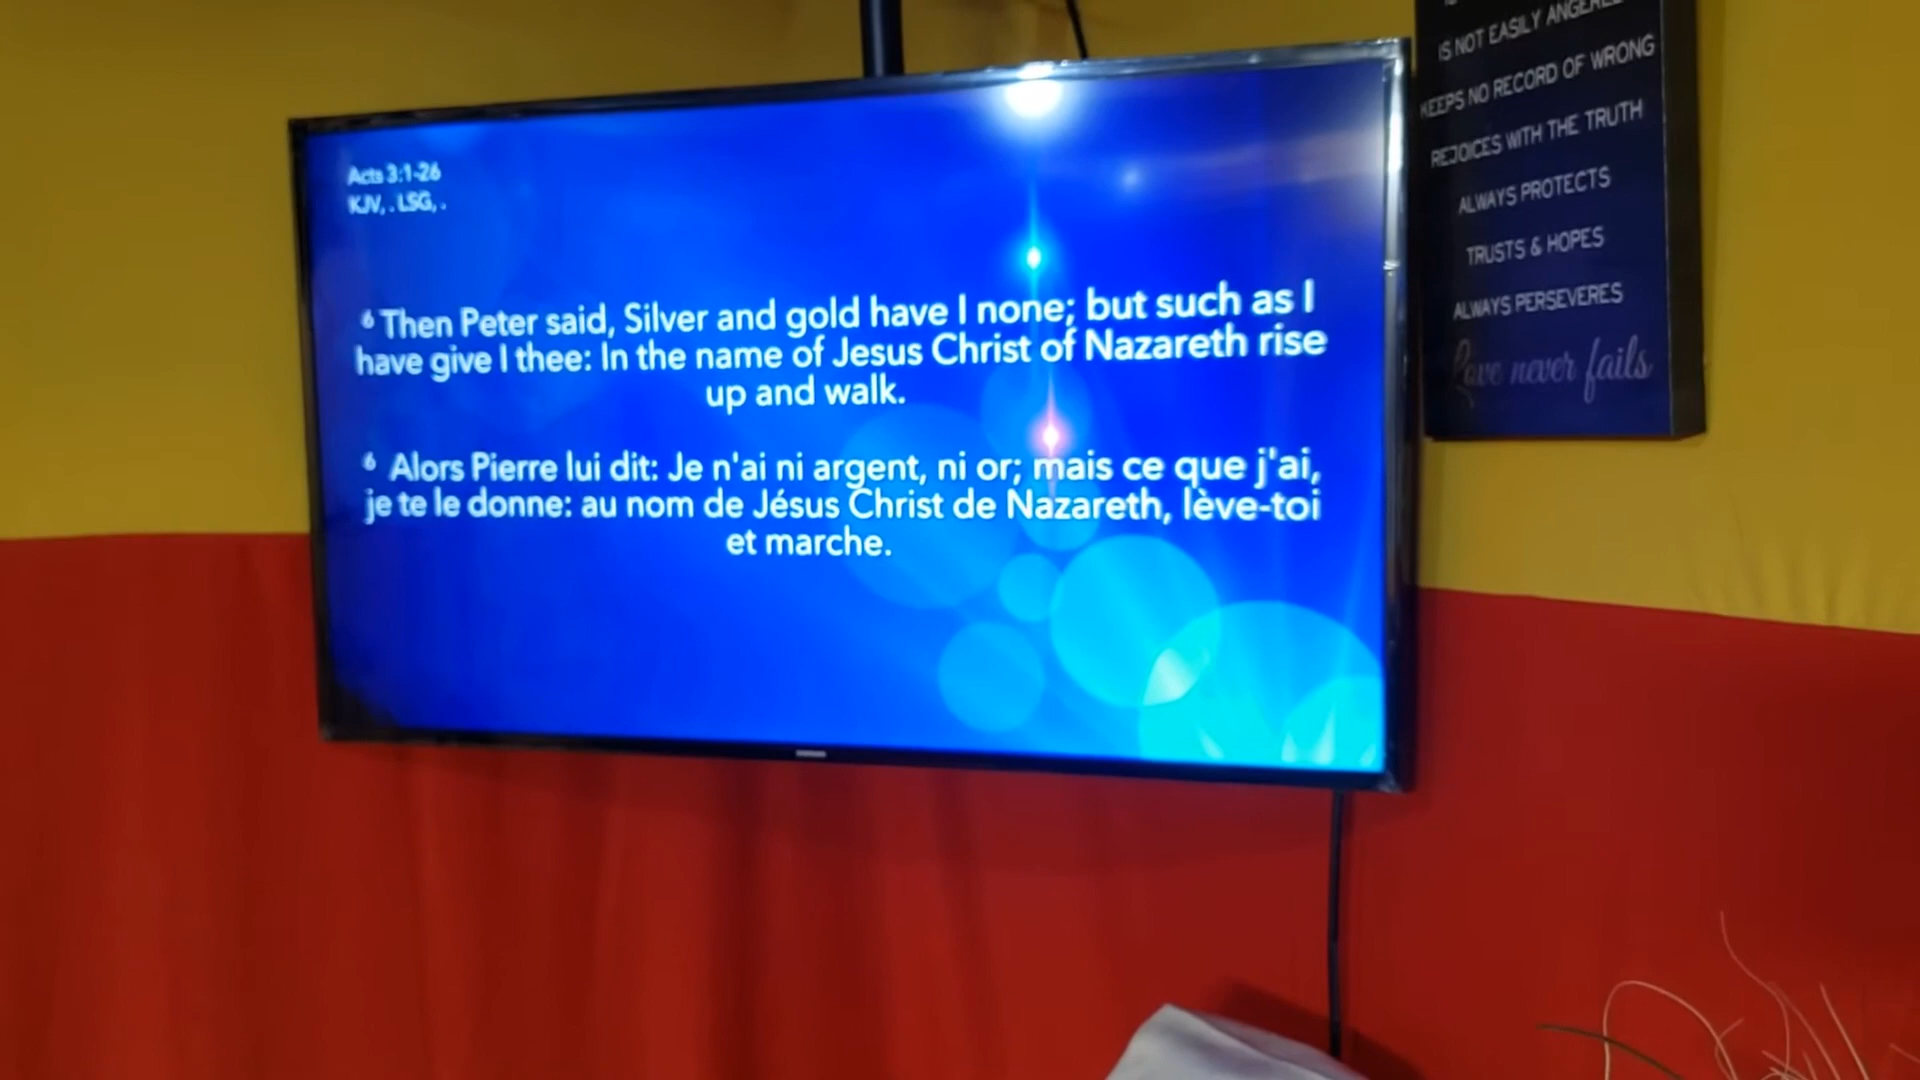 Acts 3:1-26
KJV, . LSG, .
6 Then Peter said, Silver and gold have I none; but such as I
have give I thee: In the name of Jesus Christ of Nazareth rise
up and walk.
6 Alors Pierre lui dit: Je n'ai ni argent, ni or; mais ce que j'ai,
je te le donne: au nom de Jésus Christ de Nazareth, lève-toi
et marche.
IS NOT EASILY ANGERED
KEEPS NO RECORD OF WRONG
REJOICES WITH THE TRUTH
ALWAYS PROTECTS
TRUSTS & HOPES
ALWAYS PERSEVERES
Love never fails